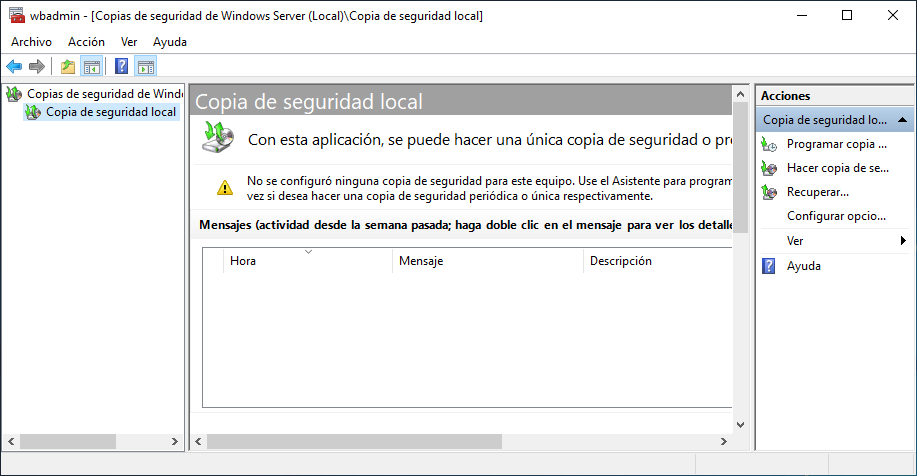 wbadmin - [Copias de seguridad de Windows Server (Local)\Copia de seguridad local]
Archivo Acción Ver Ayuda
Copias de seguridad de Wind
Copia de seguridad local
Copia de seguridad local
Con esta aplicación, se puede hacer una única copia de seguridad o pr
No se configuró ninguna copia de seguridad para este equipo. Use el Asistente para program
vez si desea hacer una copia de seguridad periódica o única respectivamente.
Mensajes (actividad desde la semana pasada; haga doble clic en el mensaje para ver los detalle
Hora Mensaje Descripción
Acciones
Copia de seguridad lo...
Programar copia ...
Hacer copia de se...
Recuperar...
Configurar opcio...
Ver
Ayuda